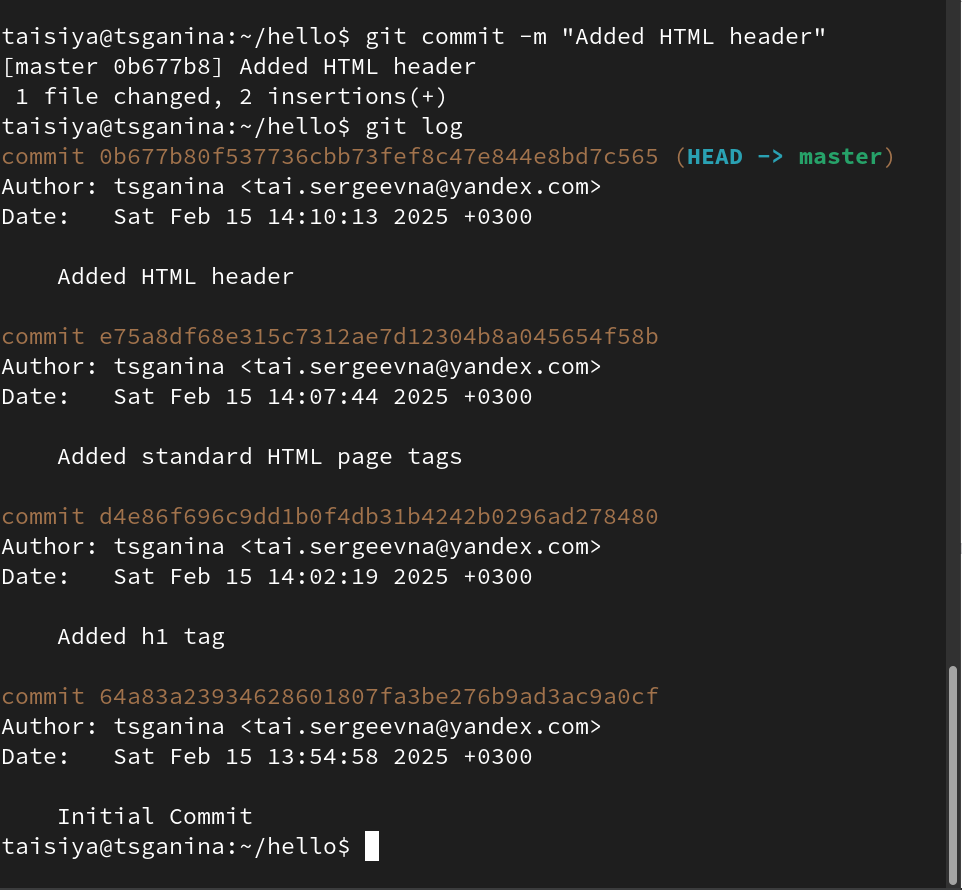 taisiya@tsganina:~/hello$ git commit -m "Added HTML header"
[master 0b677b8] Added HTML header
 1 file changed, 2 insertions(+)
taisiya@tsganina:~/hello$ git log
commit 0b677b80f537736cbb73fef8c47e844e8bd7c565 (HEAD -> master)
Author: tsganina <tai.sergeevna@yandex.com>
Date:   Sat Feb 15 14:10:13 2025 +0300

    Added HTML header

commit e75a8df68e315c7312ae7d12304b8a045654f58b
Author: tsganina <tai.sergeevna@yandex.com>
Date:   Sat Feb 15 14:07:44 2025 +0300

    Added standard HTML page tags

commit d4e86f696c9dd1b0f4db31b4242b0296ad278480
Author: tsganina <tai.sergeevna@yandex.com>
Date:   Sat Feb 15 14:02:19 2025 +0300

    Added h1 tag

commit 64a83a23934628601807fa3be276b9ad3ac9a0cf
Author: tsganina <tai.sergeevna@yandex.com>
Date:   Sat Feb 15 13:54:58 2025 +0300

    Initial Commit
taisiya@tsganina:~/hello$